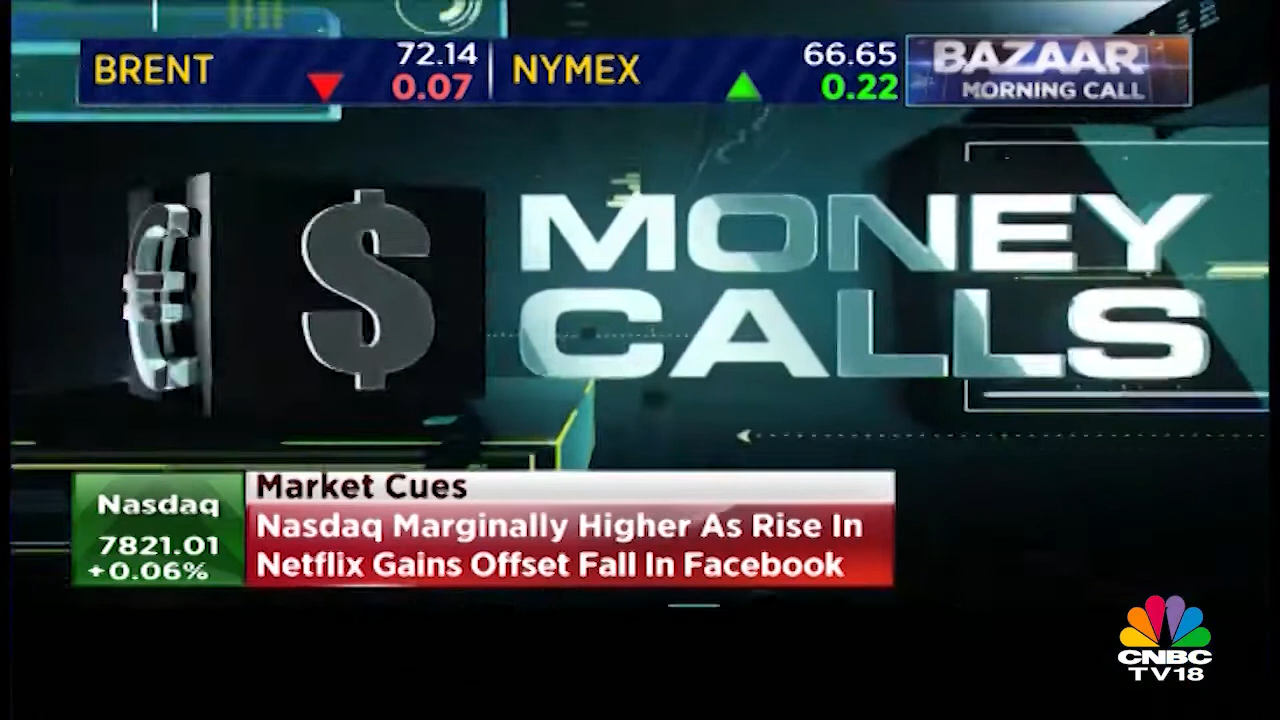 BRENT 72.14 0.07 NYMEX 66.65 0.22
BAZAAR
MORNING CALL
$ MONEY
CALLS
Nasdaq
7821.01
+0.06%
Market Cues
Nasdaq Marginally Higher As Rise In
Netflix Gains Offset Fall In Facebook
CNBC
TV18